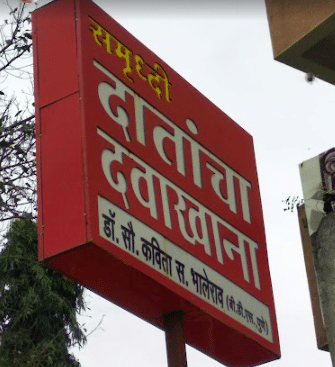 समृध्दी
दातांचा
दवाखाना
डॉ. सौ. कविता स. भालेराव (बी.डी.एस. पुणे)